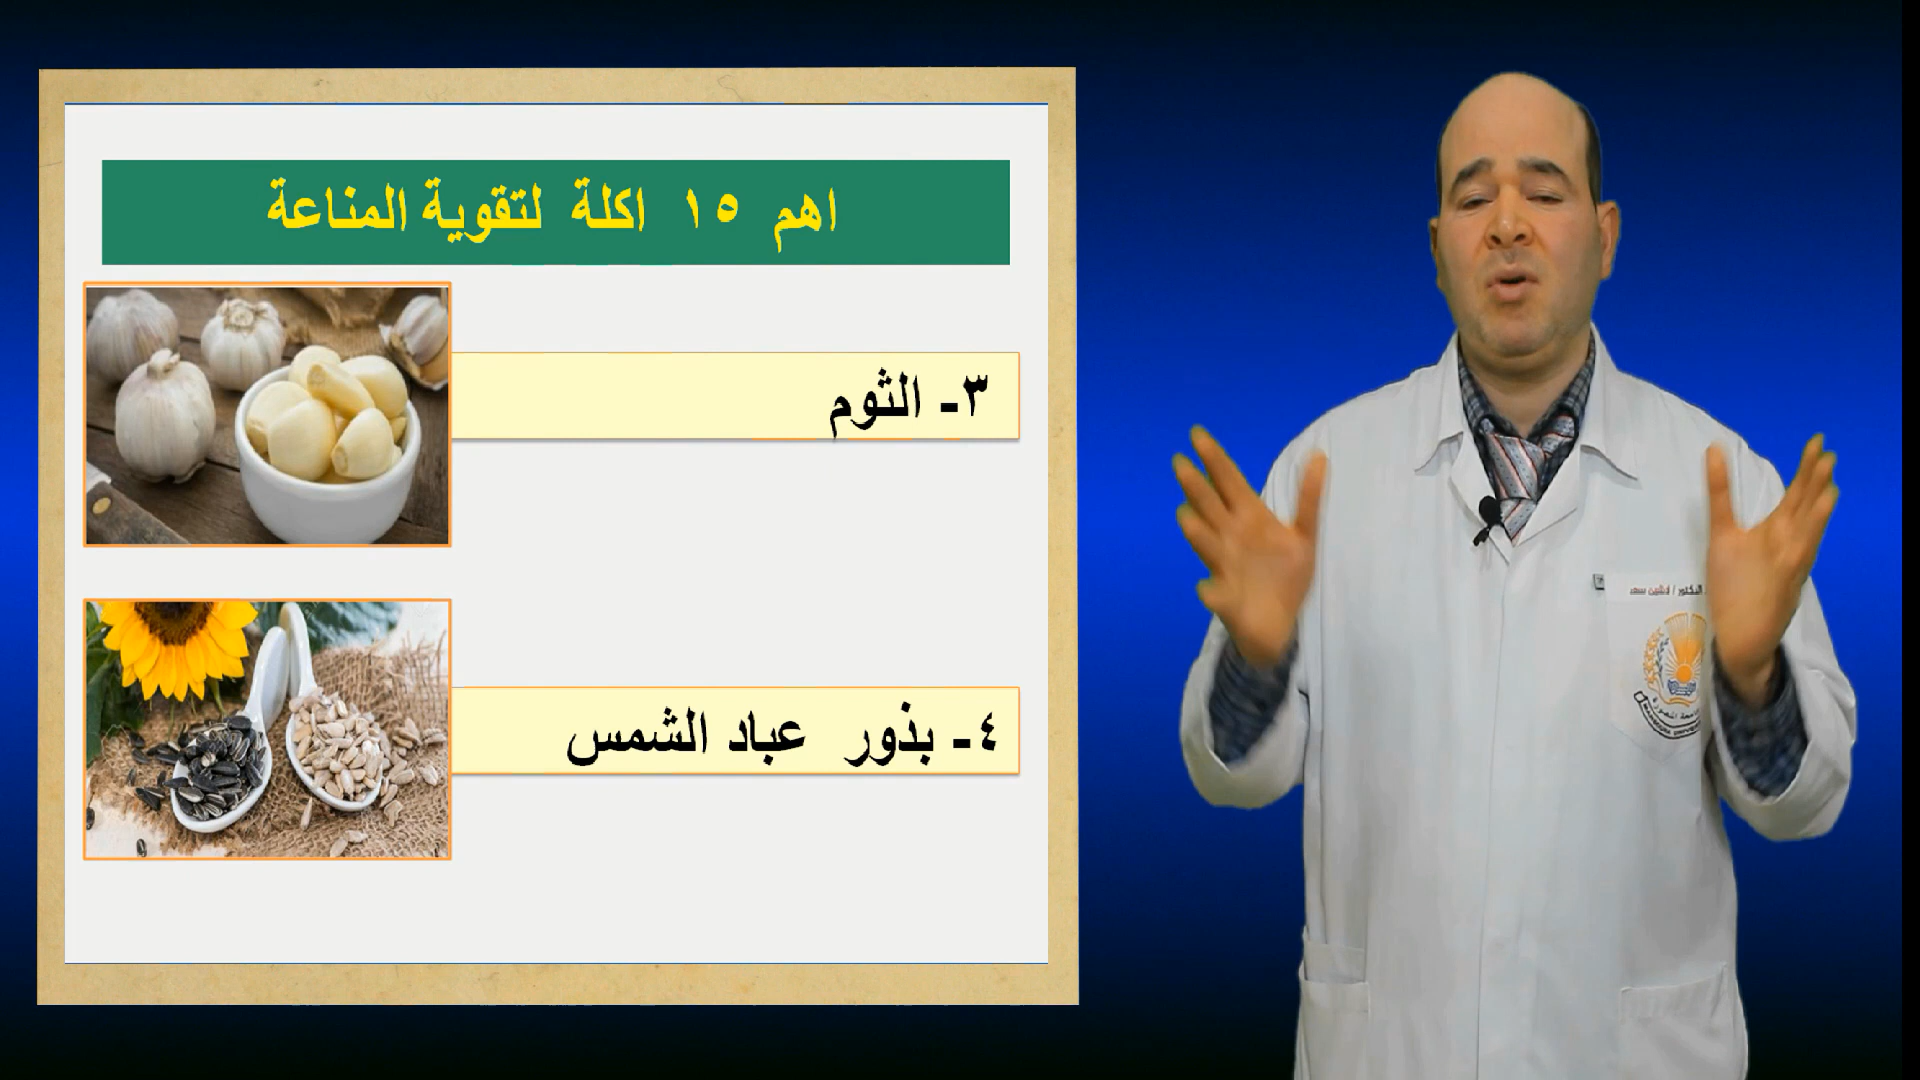 اهم ١٥ اكلة لتقوية المناعة
٣- الثوم
٤- بذور عباد الشمس